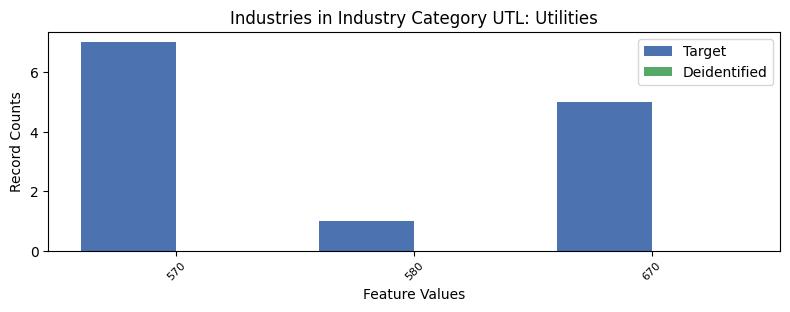 Industries in Industry Category UTL: Utilities
Target
Deidentified
Record Counts
6
4
2
0
570
580
670
Feature Values